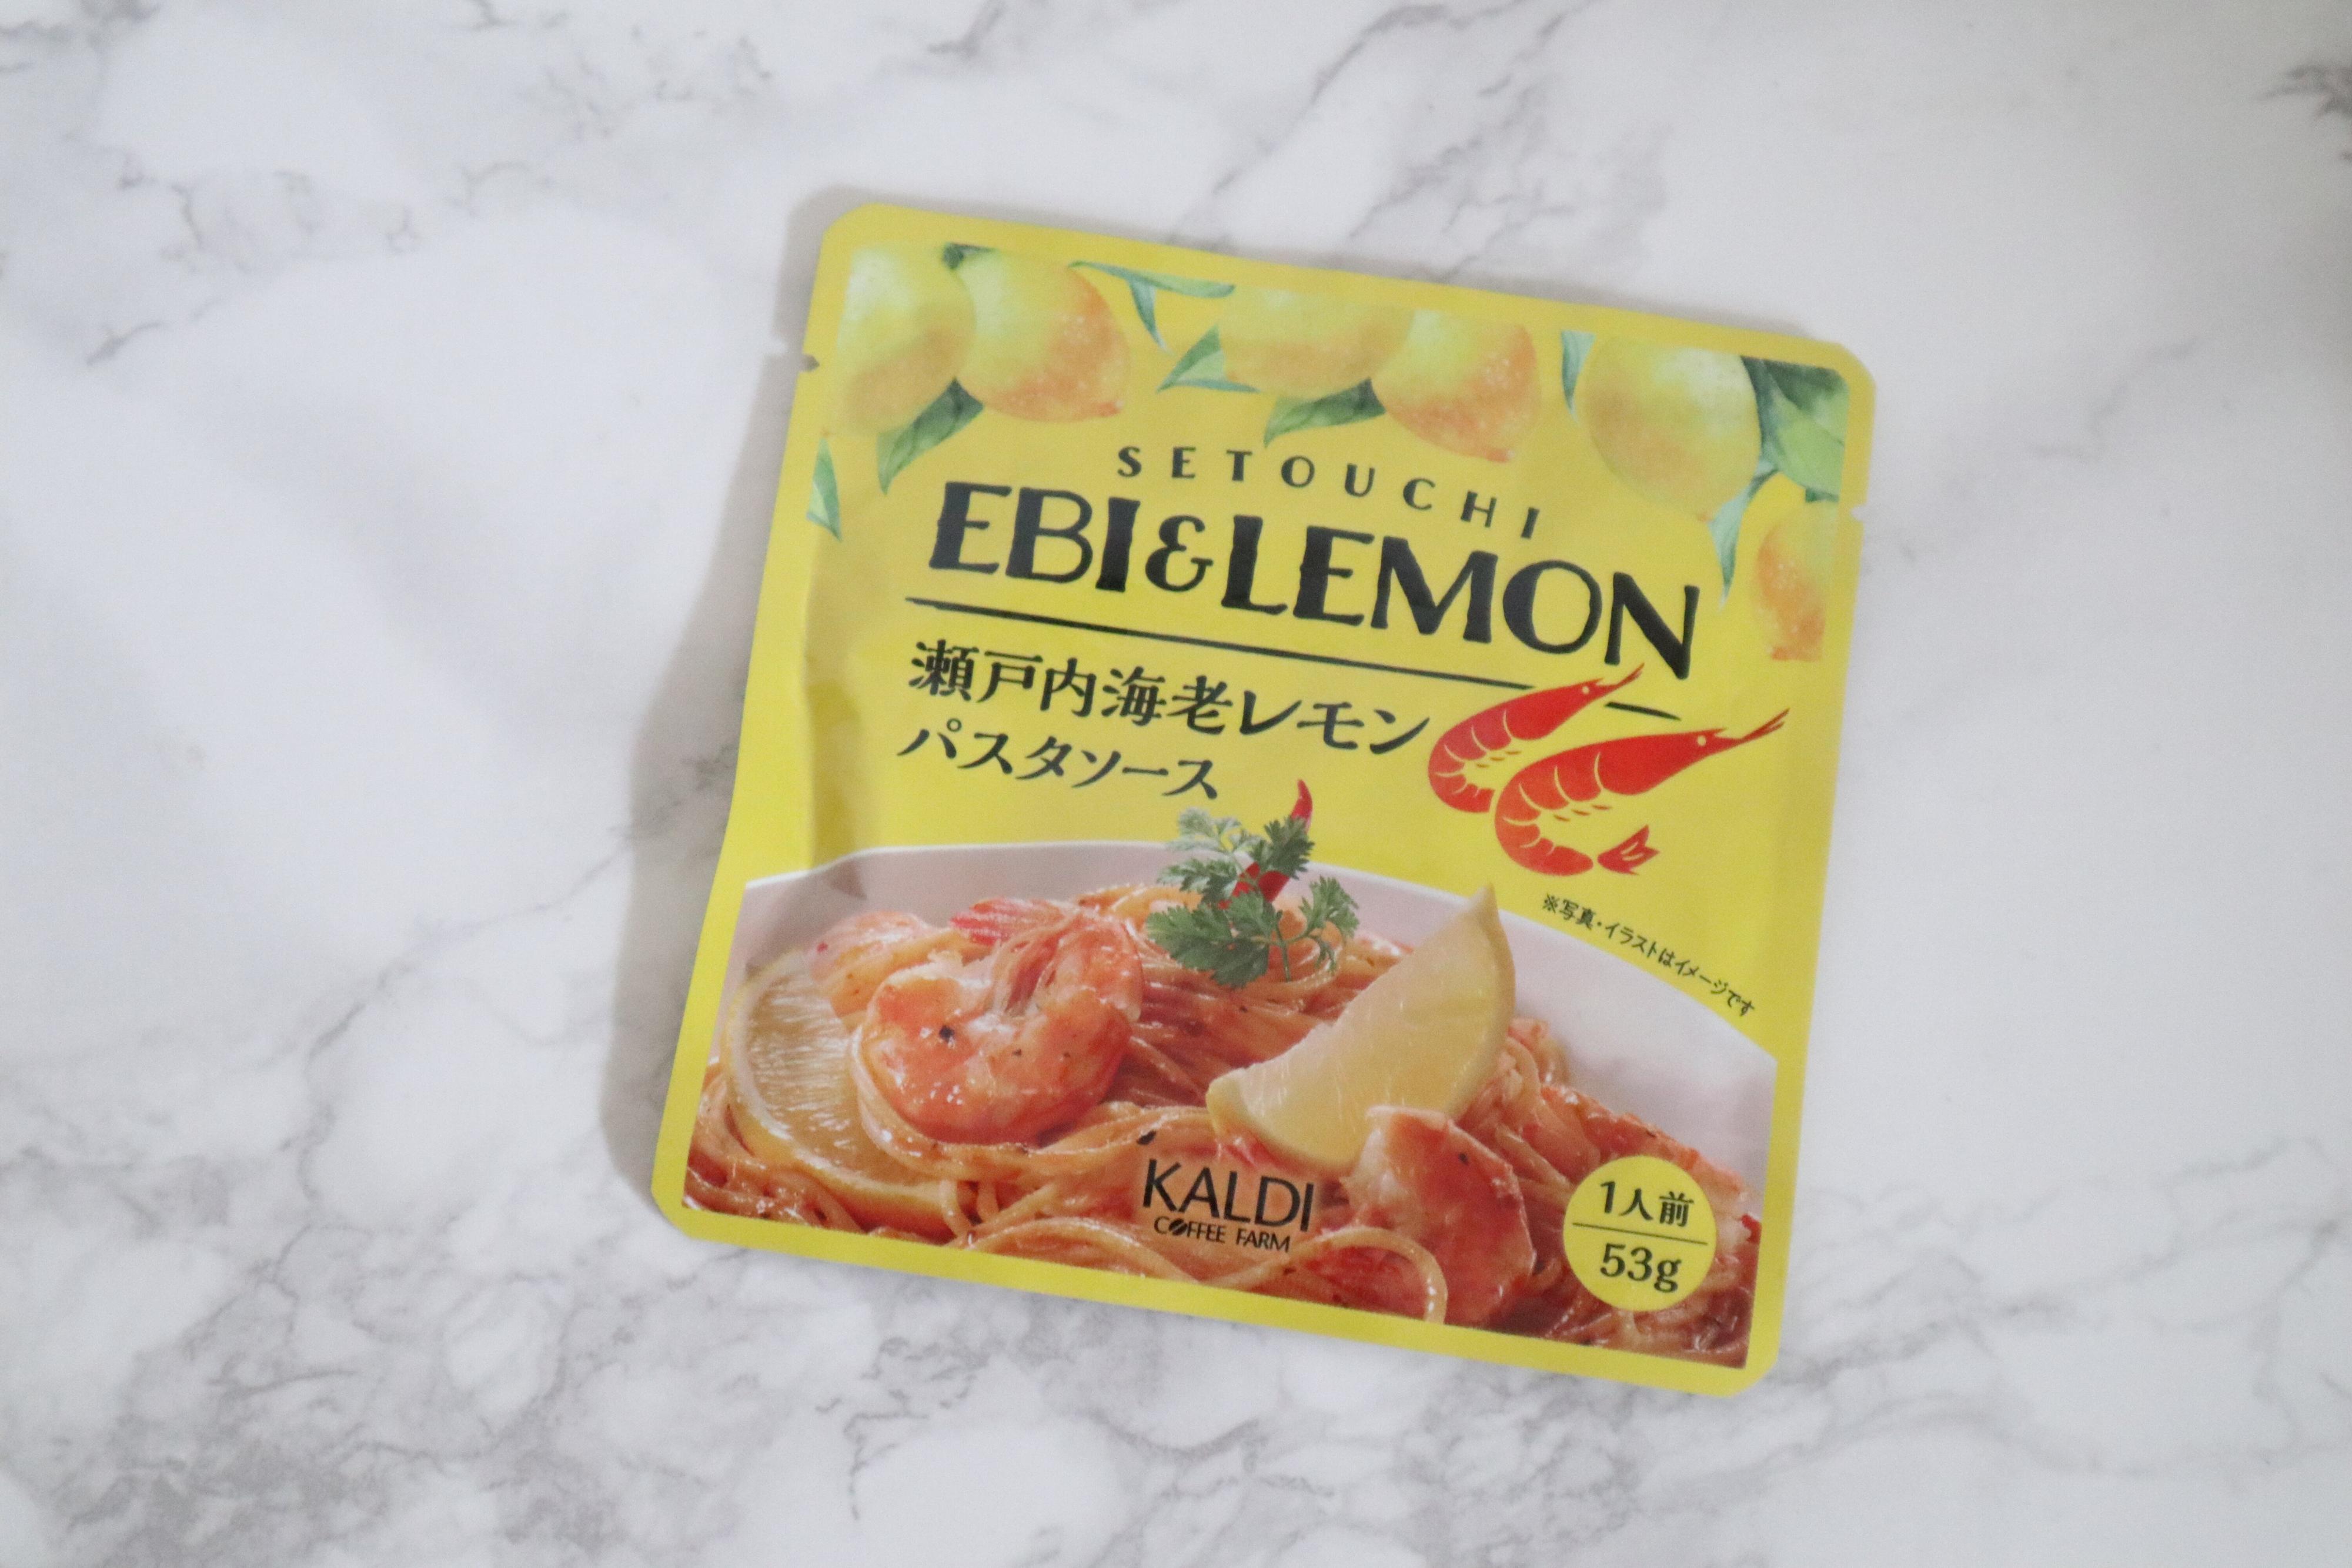 SETOUCHI
EBI&LEMON
瀬戸内海老レモン
パスタソース
※写真・イラストはイメージです
KALDI
COFFEE FARM
1人前
53g